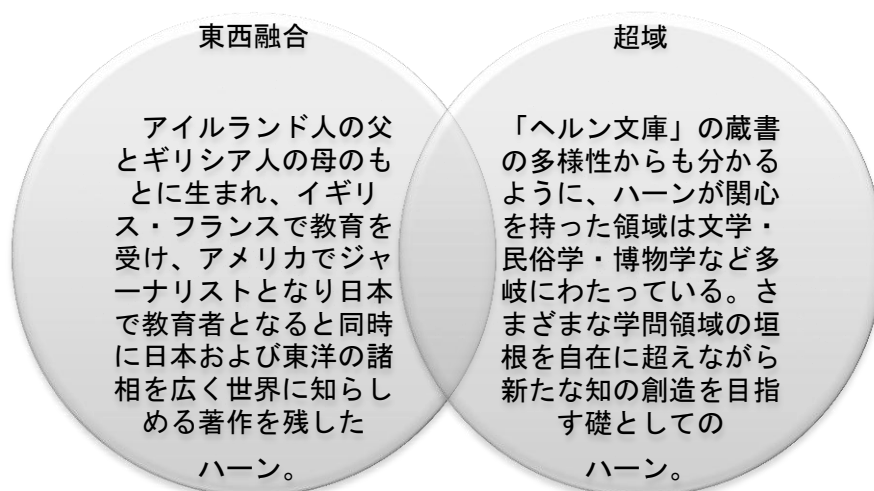 東西融合
アイルランド人の父
とギリシア人の母のも
とに生まれ、イギリ
ス・フランスで教育を
受け、アメリカでジャ
ーナリストとなり日本
で教育者となると同時
に日本および東洋の諸
相を広く世界に知らし
める著作を残した
ハーン。
超域
「ヘルン文庫」の蔵書
の多様性からも分かる
ように、ハーンが関心
を持った領域は文学・
民俗学・博物学など多
岐にわたっている。さ
まざまな学問領域の垣
根を自在に超えながら
新たな知の創造を目指
す礎としての
ハーン。